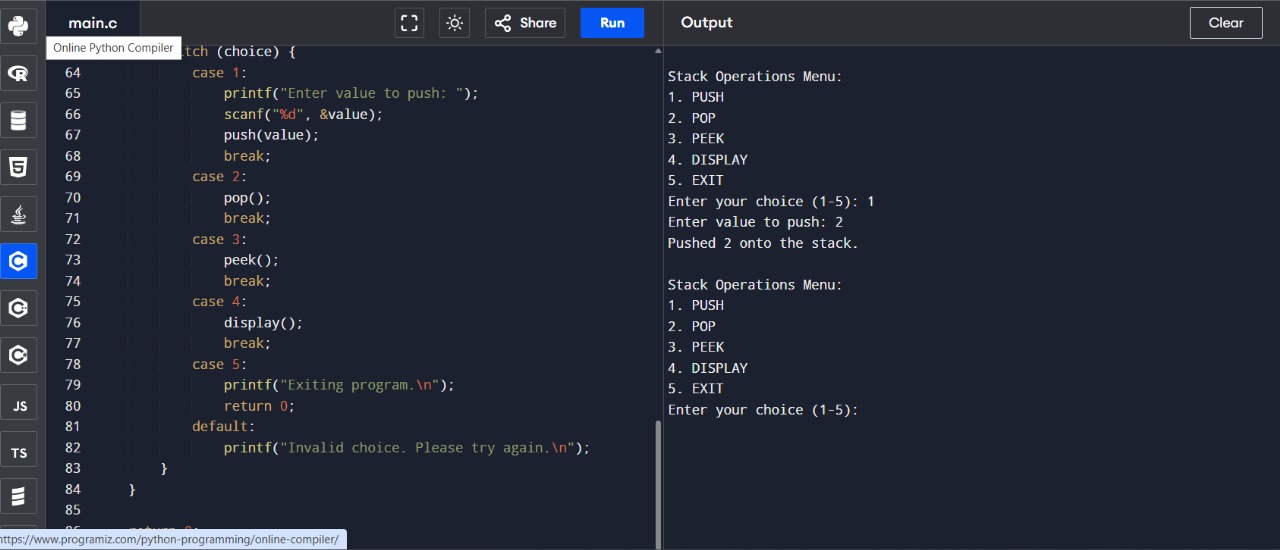 main.c
Share
Run
Output
Clear
Online Python Compiler
tch (choice) {
64 case 1:
65 printf("Enter value to push: ");
66 scanf("%d", &value);
67 push(value);
68 break;
69 case 2:
70 pop();
71 break;
72 case 3:
73 peek();
74 break;
75 case 4:
76 display();
77 break;
78 case 5:
79 printf("Exiting program.\n");
80 return 0;
81 default:
82 printf("Invalid choice. Please try again.\n");
83 }
84 }
85
86 return 0;
https://www.programiz.com/python-programming/online-compiler/
JS
TS
Stack Operations Menu:
1. PUSH
2. POP
3. PEEK
4. DISPLAY
5. EXIT
Enter your choice (1-5): 1
Enter value to push: 2
Pushed 2 onto the stack.
Stack Operations Menu:
1. PUSH
2. POP
3. PEEK
4. DISPLAY
5. EXIT
Enter your choice (1-5):